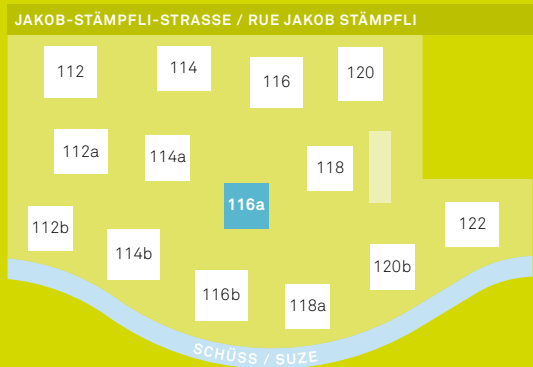 JAKOB-STÄMPFLI-STRASSE / RUE JAKOB STÄMPFLI
112
114
116
120
112a
114a
118
116a
112b
114b
122
120b
116b
118a
SCHÜSS / SUZE